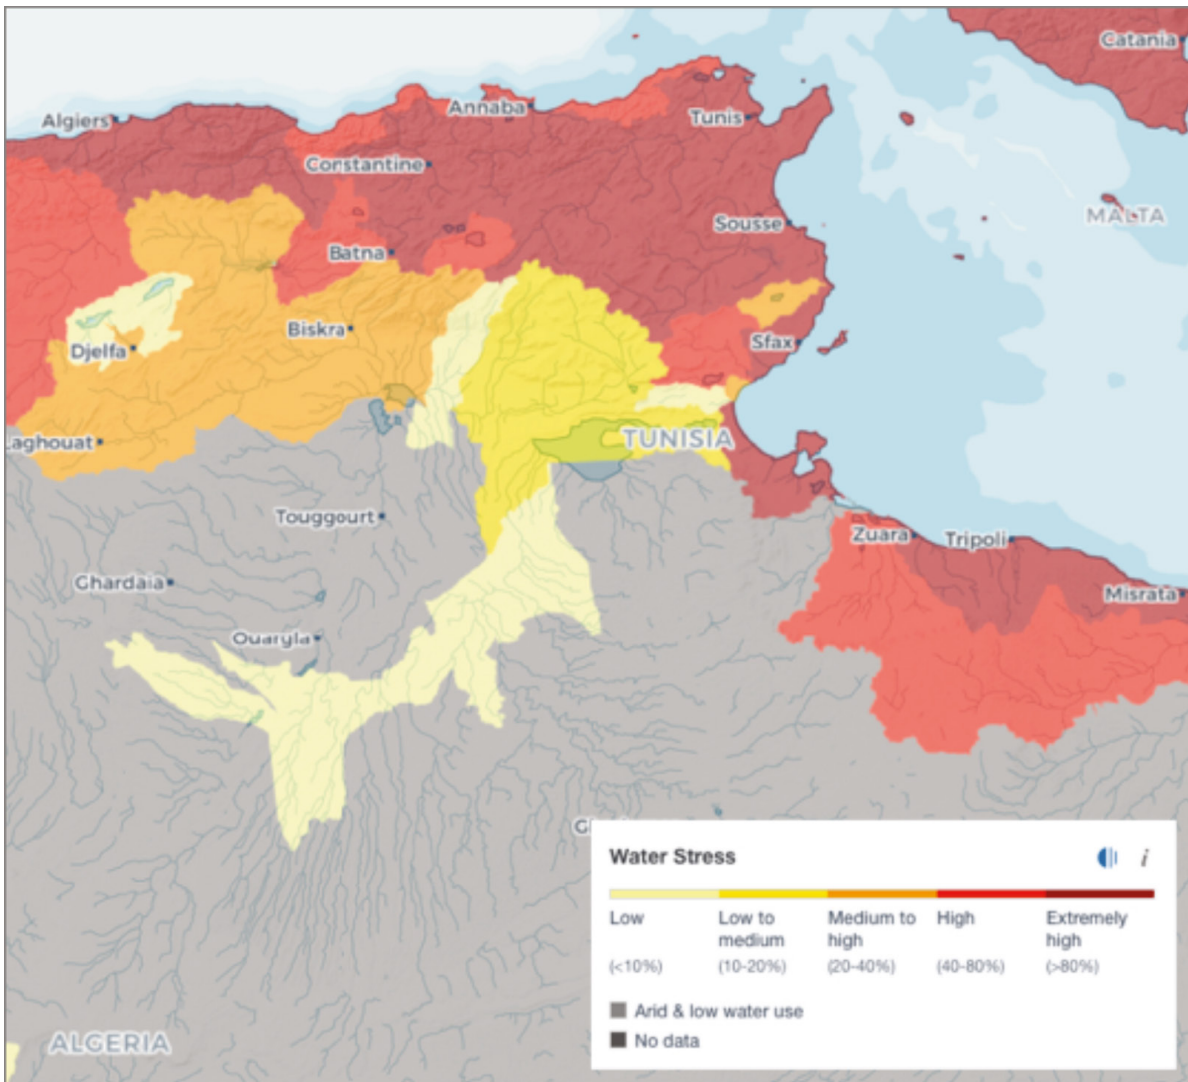 Catania
Algiers
Annaba
Tunis
Constantine
MALTA
Sousse
Batna
Biskra
Sfax
Djelfa
Laghouat
TUNISIA
Touggourt
Zuara
Tripoli
Ghardaia
Misrata
Ouargla
Water Stress
i
Low
Low to
medium
Medium to
high
High
Extremely
high
(<10%)
(10-20%)
(20-40%)
(40-80%)
(>80%)
Arid & low water use
No data
ALGERIA